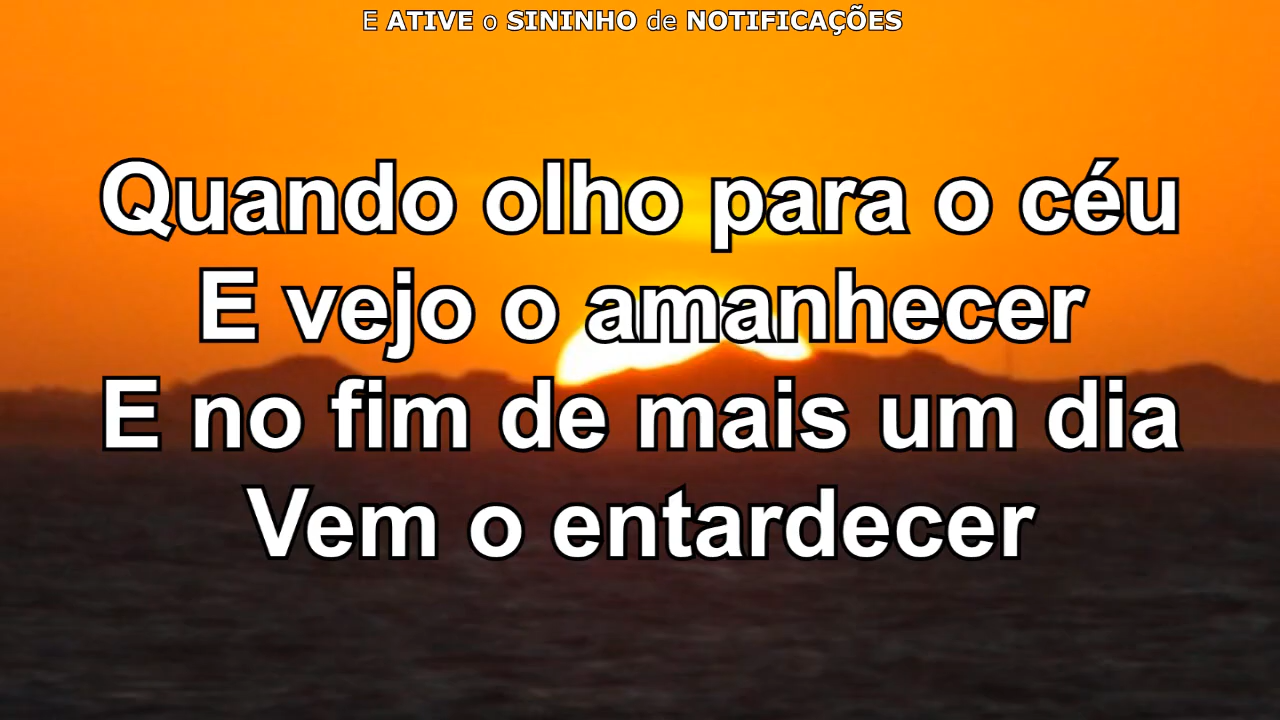 E ATIVE o SININHO de NOTIFICAÇÕES
Quando olho para o céu
E vejo o amanhecer
E no fim de mais um dia
Vem o entardecer